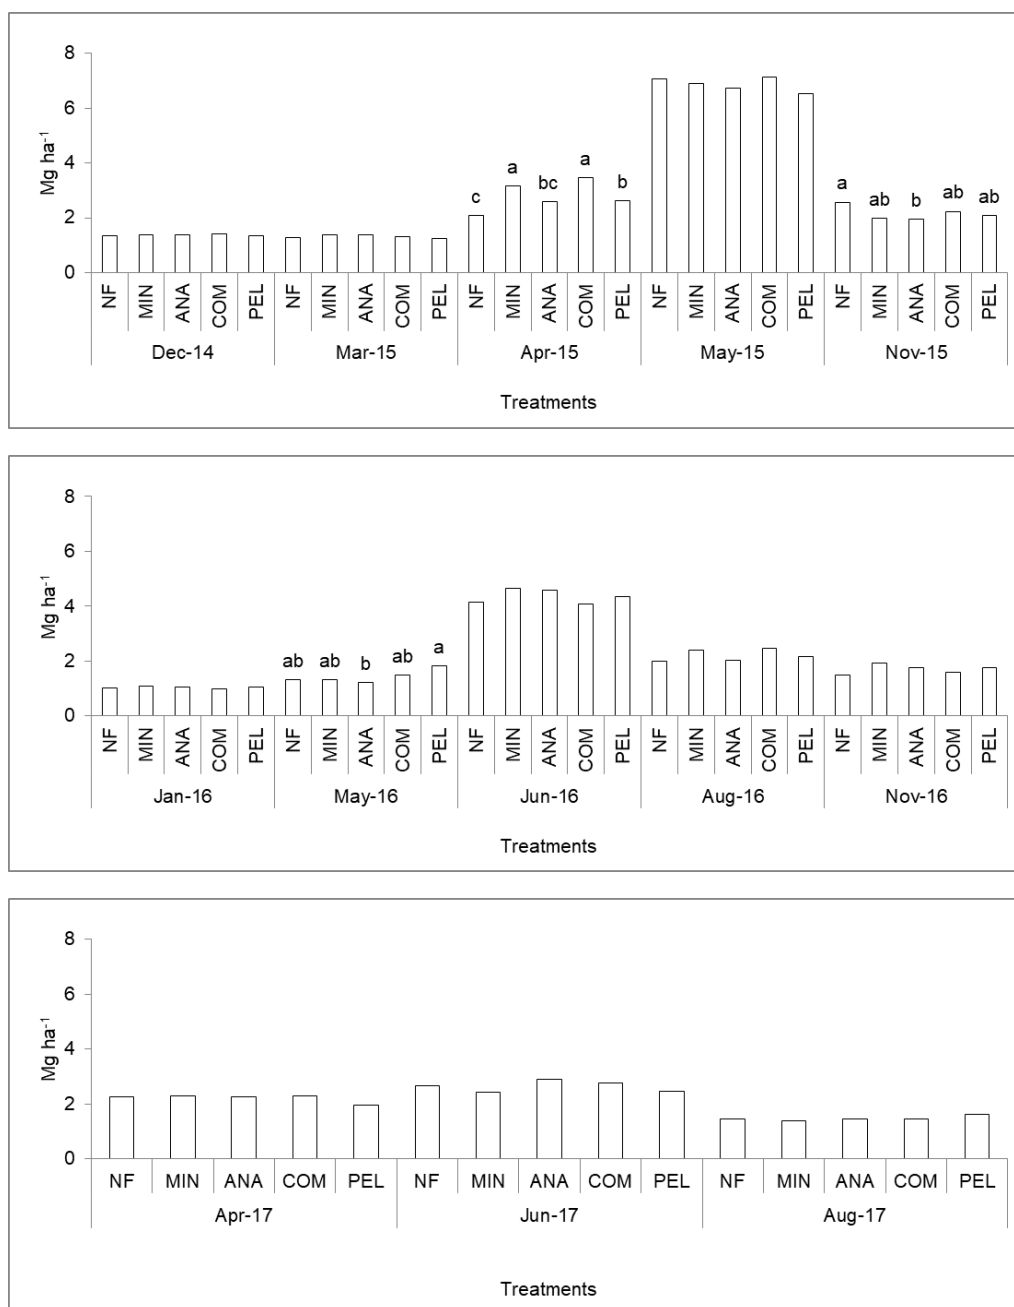 8
6
4
2
0
Mg ha-1
c a bc a b
a ab b ab ab
NF MIN ANA COM PEL NF MIN ANA COM PEL NF MIN ANA COM PEL NF MIN ANA COM PEL NF MIN ANA COM PEL
Dec-14 Mar-15 Apr-15 May-15 Nov-15
Treatments
8
6
4
2
0
Mg ha-1
ab ab b ab a
NF MIN ANA COM PEL NF MIN ANA COM PEL NF MIN ANA COM PEL NF MIN ANA COM PEL NF MIN ANA COM PEL
Jan-16 May-16 Jun-16 Aug-16 Nov-16
Treatments
8
6
4
2
0
Mg ha-1
NF MIN ANA COM PEL NF MIN ANA COM PEL NF MIN ANA COM PEL
Apr-17 Jun-17 Aug-17
Treatments